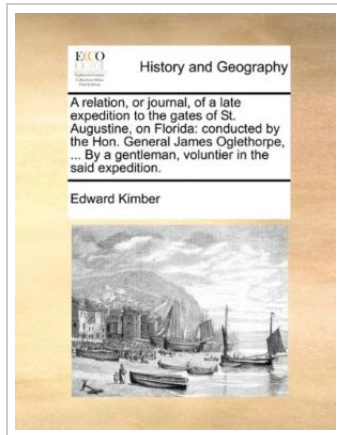 ECCO
History and Geography
A relation, or journal, of a late
expedition to the gates of St.
Augustine, on Florida: conducted by
the Hon. General James Oglethorpe,
... By a gentleman, voluntier in the
said expedition.
Edward Kimber